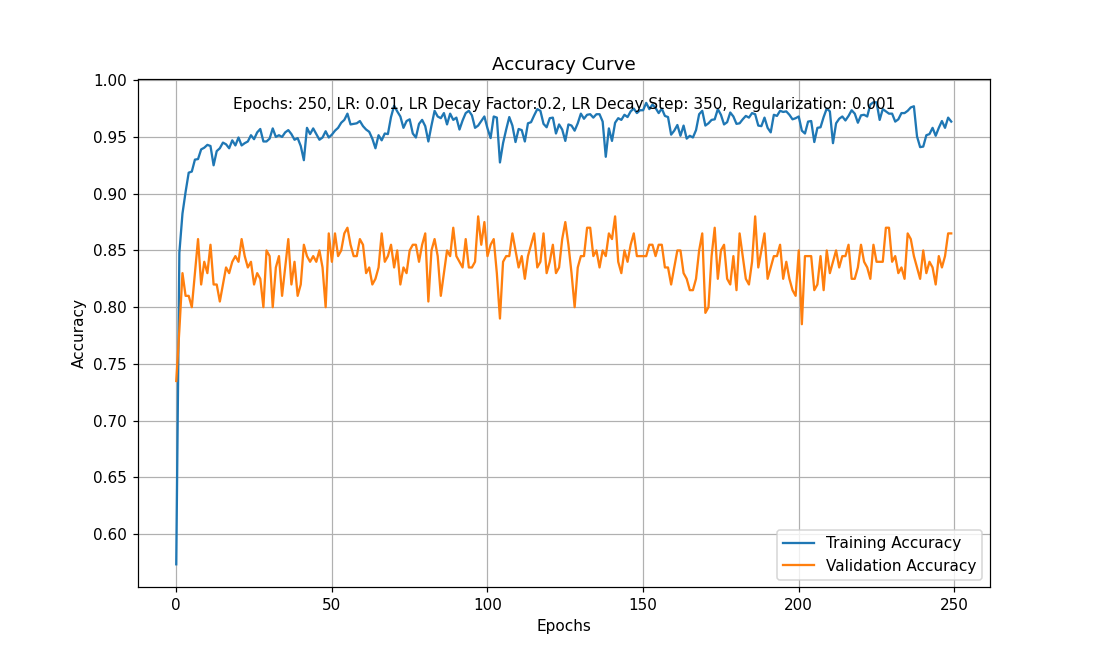 Accuracy Curve
Epochs: 250, LR: 0.01, LR Decay Factor:0.2, LR Decay Step: 350, Regularization: 0.001
1.00
0.95
0.90
0.85
0.80
0.75
0.70
0.65
0.60
Accuracy
Training Accuracy
Validation Accuracy
0 50 100 150 200 250
Epochs